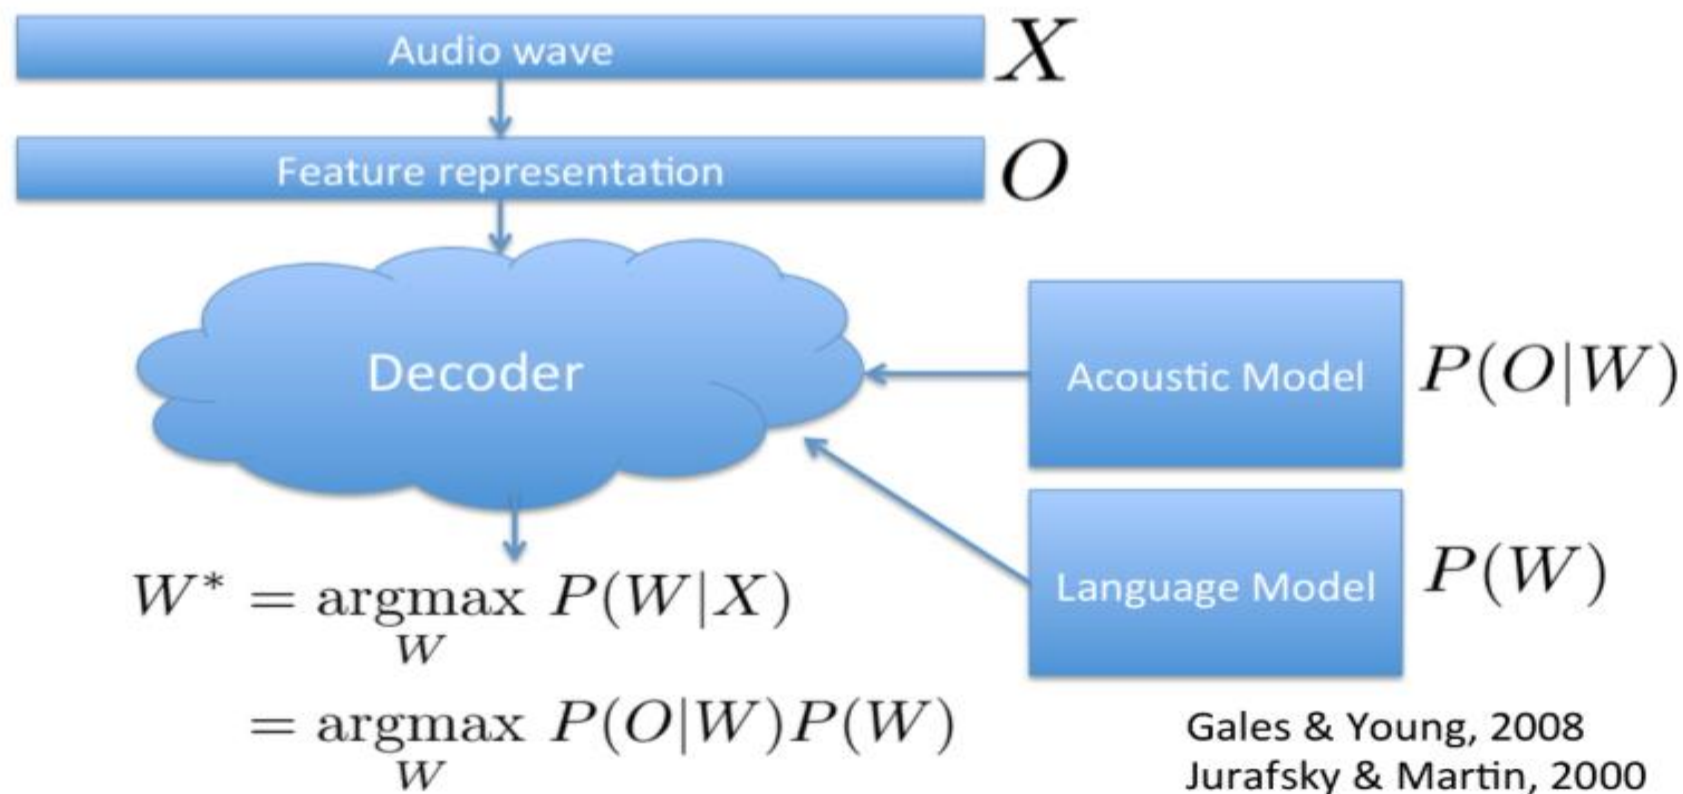 Audio wave
X
Feature representation
O
Decoder
Acoustic Model
P(O|W)
Language Model
P(W)
W* = argmax P(W|X)
W
= argmax P(O|W)P(W)
W
Gales & Young, 2008
Jurafsky & Martin, 2000